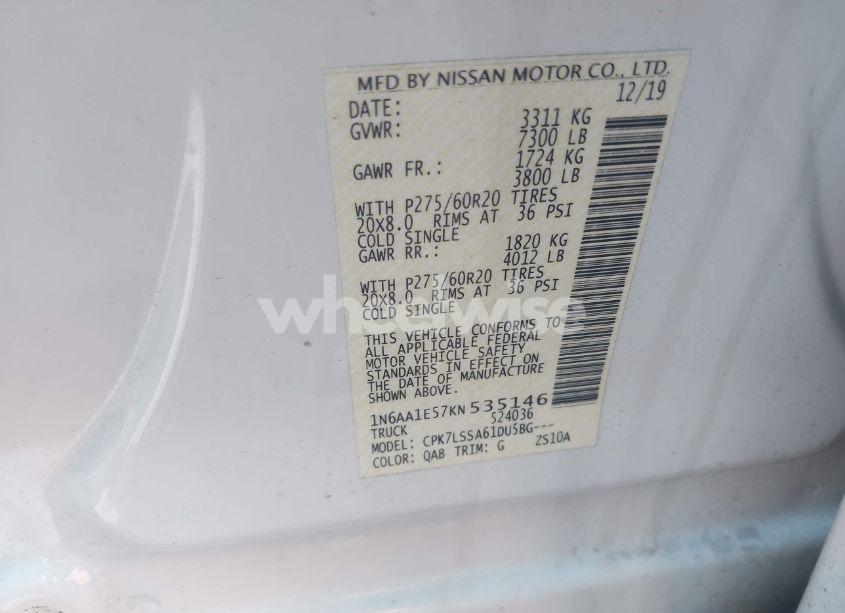 MFD BY NISSAN MOTOR CO., LTD.
DATE: 12/19
GVWR: 3311 KG
7300 LB
GAWR FR.: 1724 KG
3800 LB
WITH P275/60R20 TIRES
20x8.0 RIMS AT 36 PSI
COLD SINGLE
GAWR RR.: 1820 KG
4012 LB
WITH P275/60R20 TIRES
20x8.0 RIMS AT 36 PSI
COLD SINGLE
wheelwise
THIS VEHICLE CONFORMS TO
ALL APPLICABLE FEDERAL
MOTOR VEHICLE SAFETY
STANDARDS IN EFFECT ON
THE DATE OF MANUFACTURE
SHOWN ABOVE.
1N6AA1E57KN535146
TRUCK 524036
MODEL: CPK7LSSA61DU5BG---
COLOR: QAB TRIM: G ZS10A